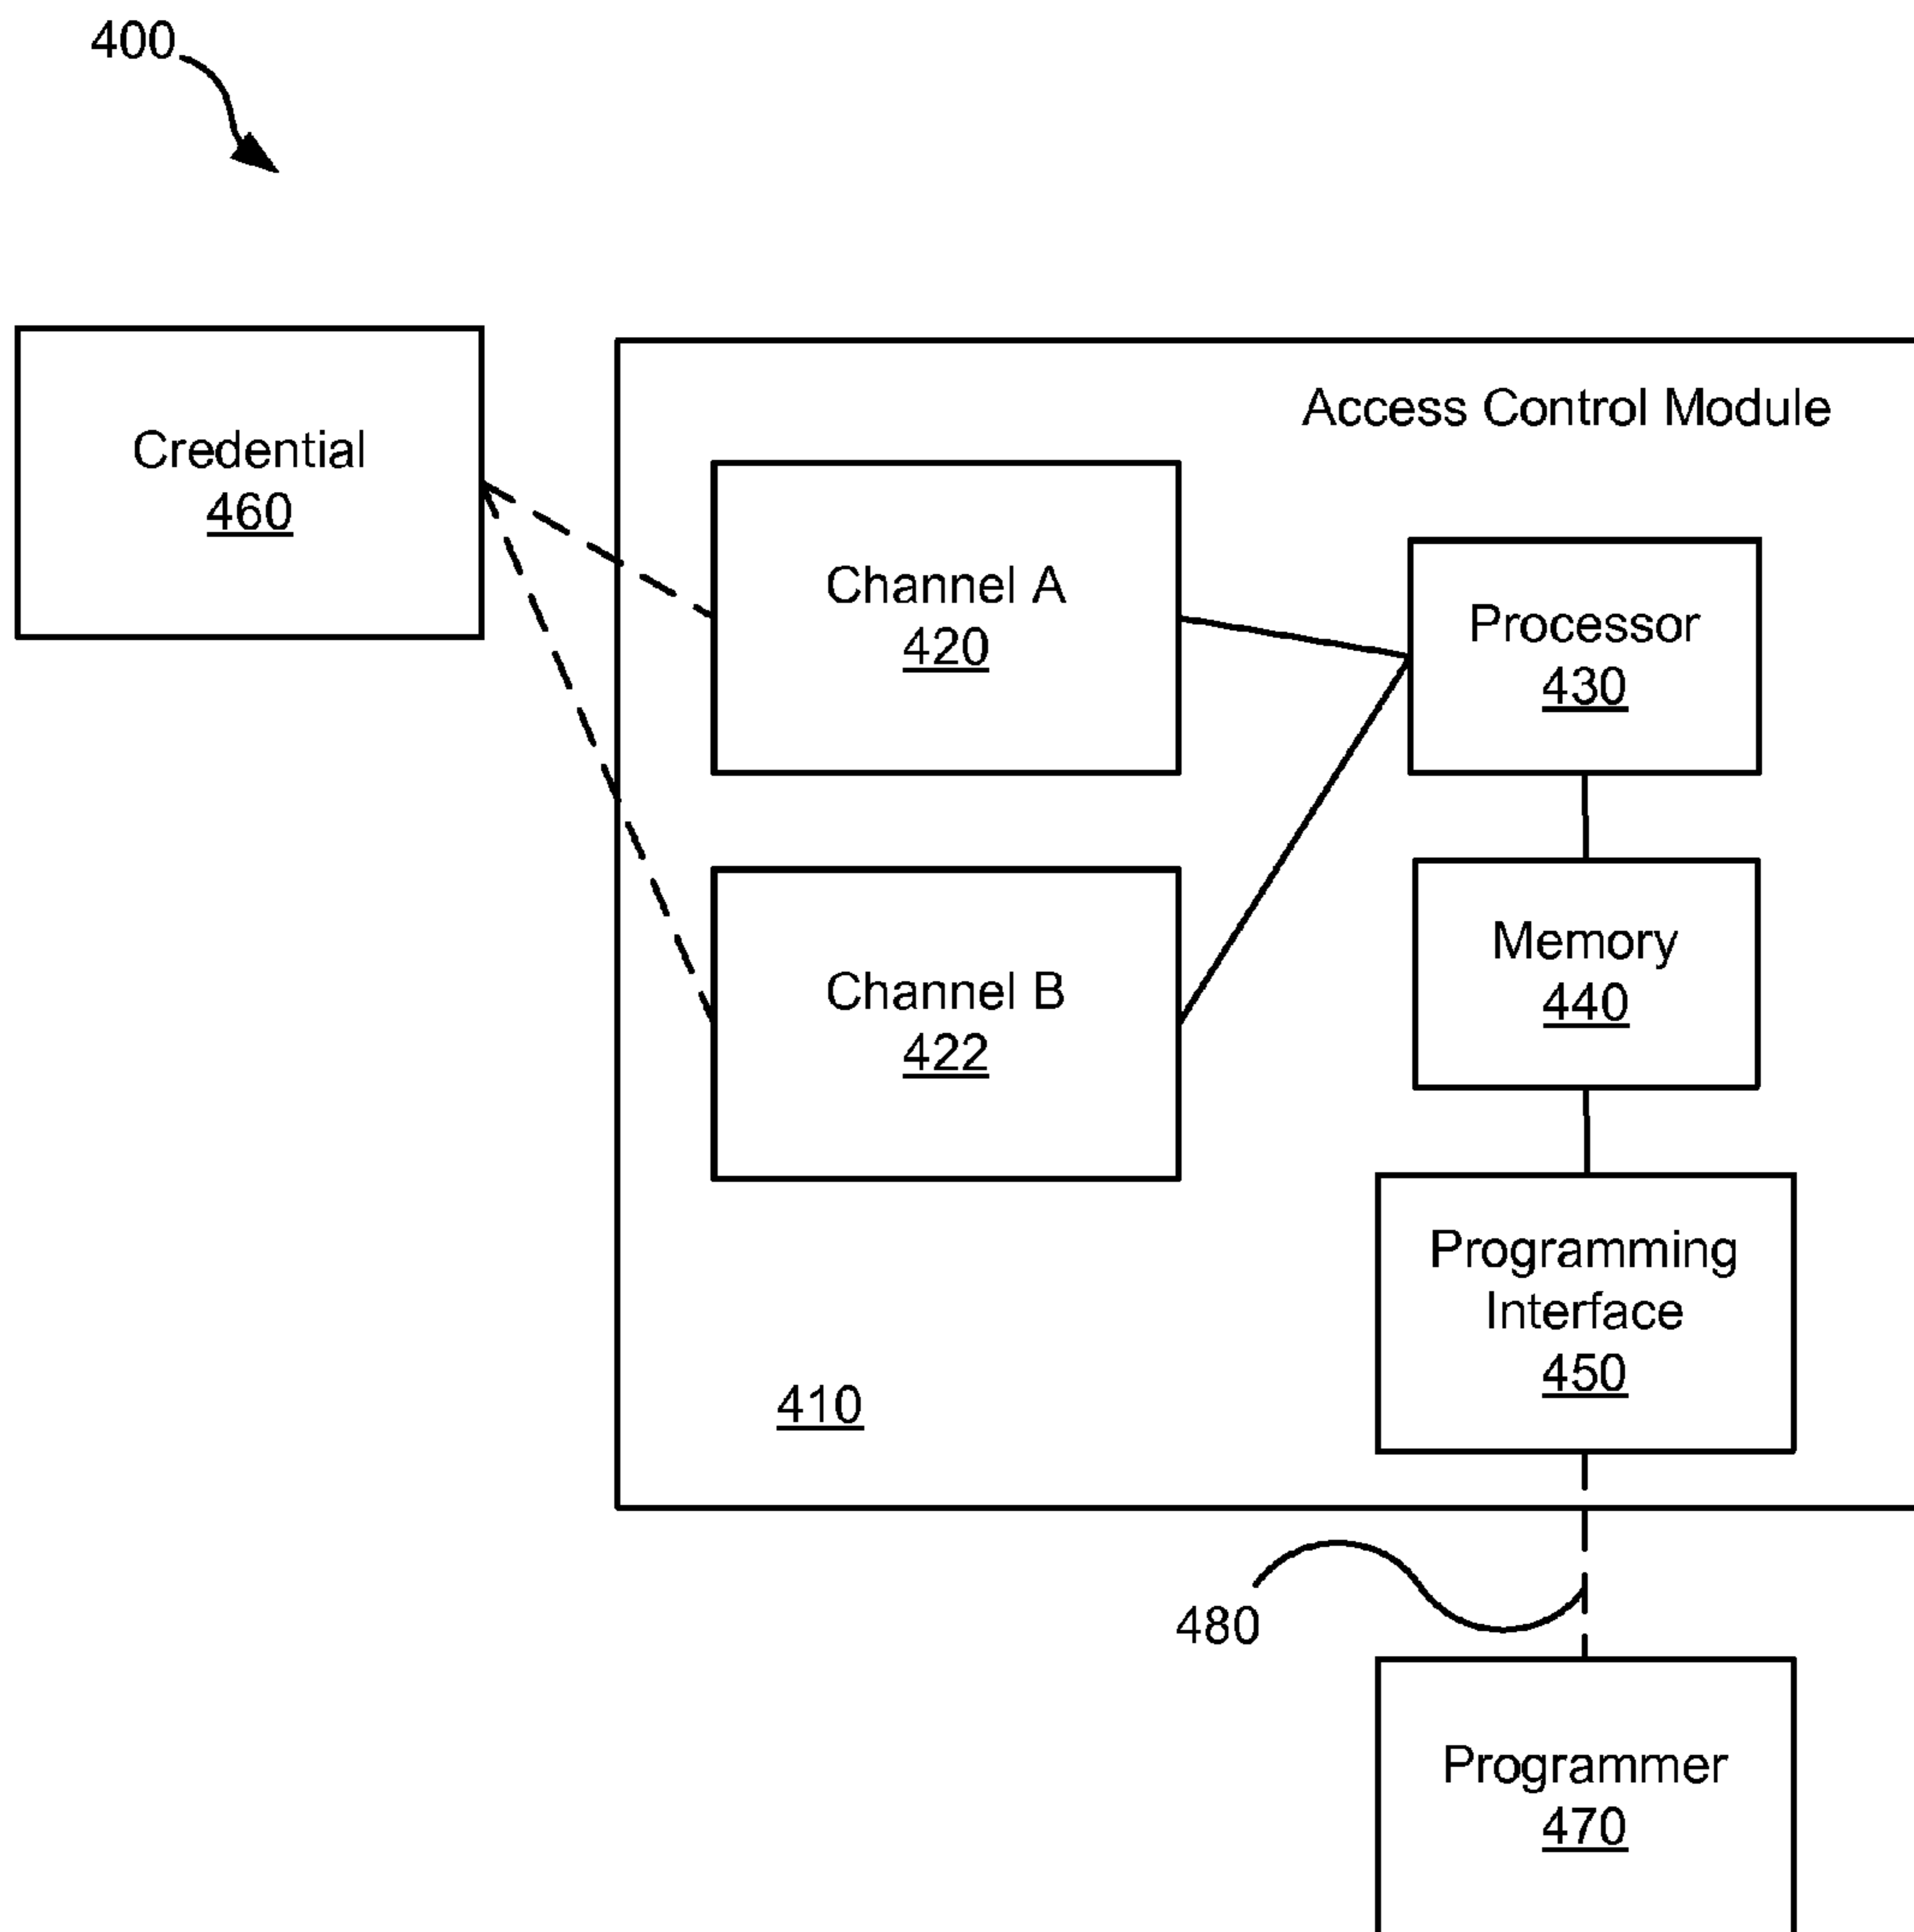 400
Access Control Module
Credential
460
Channel A
420
Processor
430
Memory
440
Channel B
422
Programming
Interface
450
410
480
Programmer
470